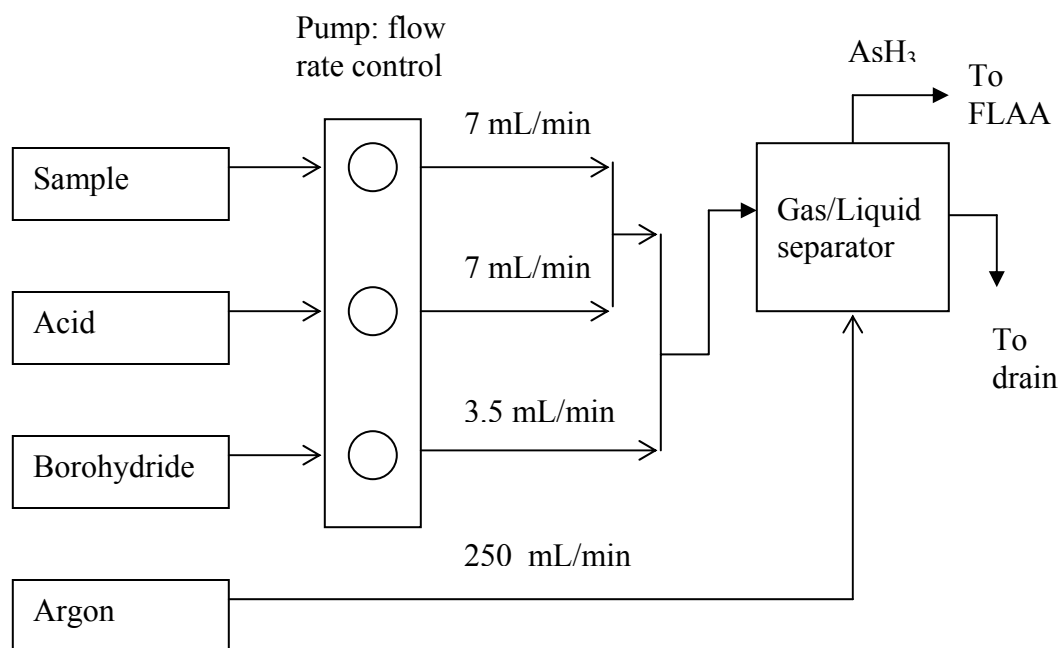 Pump: flow
rate control
AsH₃
To
FLAA
7 mL/min
Sample
Gas/Liquid
separator
7 mL/min
Acid
To
drain
3.5 mL/min
Borohydride
250 mL/min
Argon